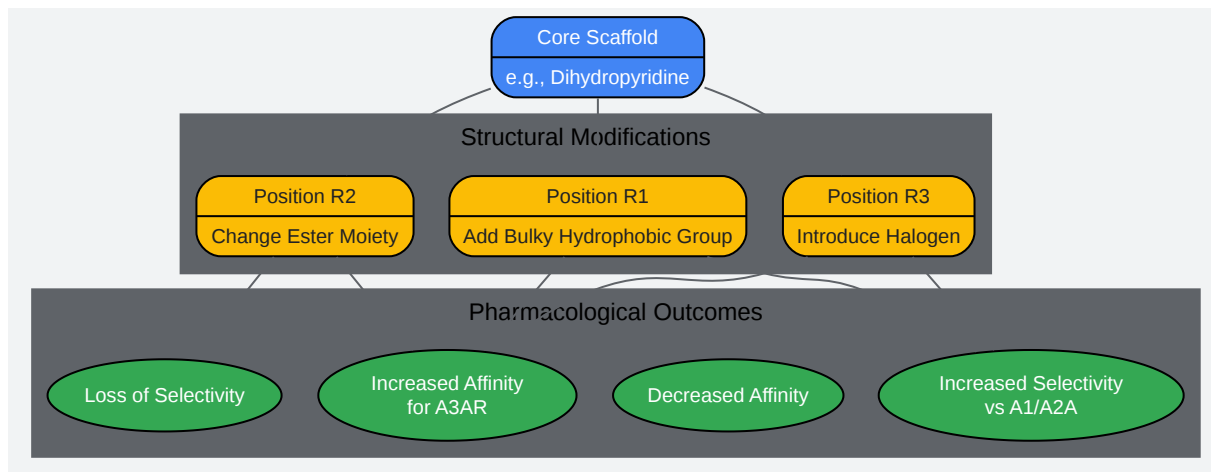 Core Scaffold
e.g., Dihydropyridine
Structural Modifications
Position R2
Change Ester Moiety
Position R1
Add Bulky Hydrophobic Group
Position R3
Introduce Halogen
Pharmacological Outcomes
Loss of Selectivity
Increased Affinity
for A3AR
Decreased Affinity
Increased Selectivity
vs A1/A2A